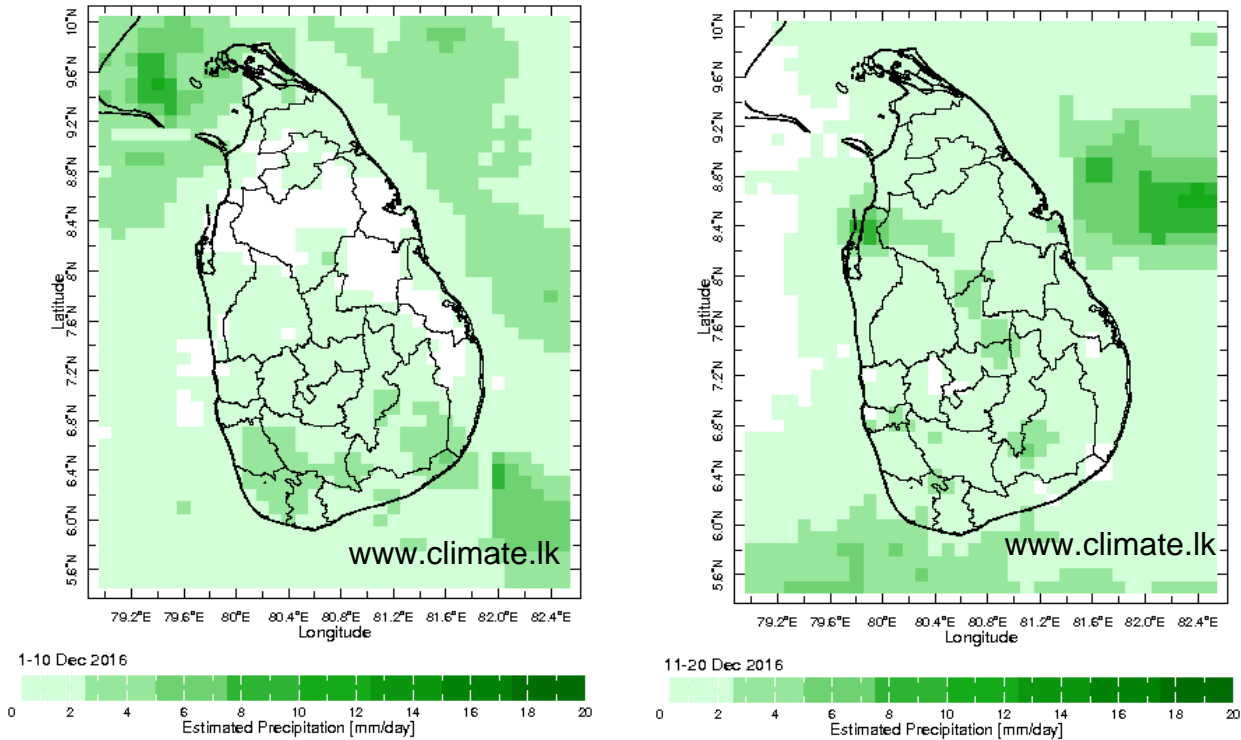 10°N
9.6°N
9.2°N
8.8°N
8.4°N
8°N
7.6°N
7.2°N
6.8°N
6.4°N
6.0°N
5.6°N
Latitude
www.climate.lk
79.2°E 79.6°E 80°E 80.4°E 80.8°E 81.2°E 81.6°E 82.0°E 82.4°E
Longitude
1-10 Dec 2016
0 2 4 6 8 10 12 14 16 18 20
Estimated Precipitation [mm/day]
10°N
9.6°N
9.2°N
8.8°N
8.4°N
8°N
7.6°N
7.2°N
6.8°N
6.4°N
6.0°N
5.6°N
Latitude
www.climate.lk
79.2°E 79.6°E 80°E 80.4°E 80.8°E 81.2°E 81.6°E 82.0°E 82.4°E
Longitude
11-20 Dec 2016
0 2 4 6 8 10 12 14 16 18 20
Estimated Precipitation [mm/day]